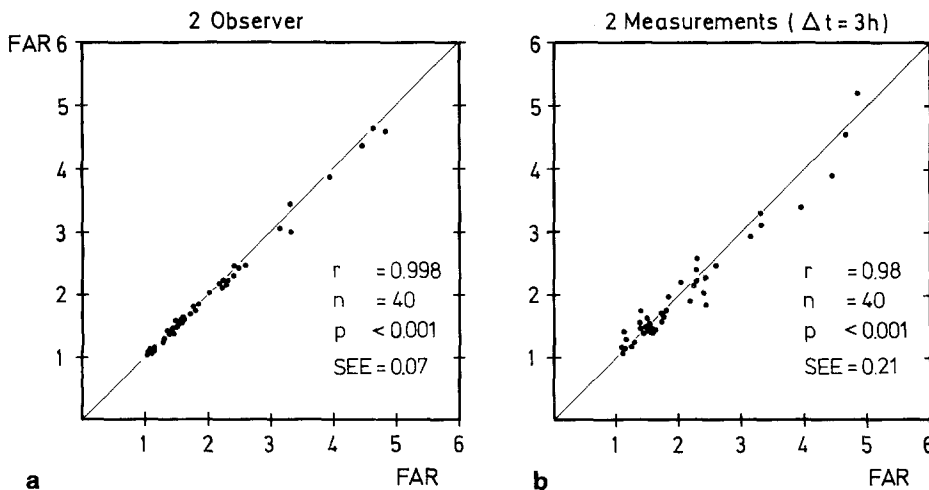 2 Observer
FAR
6
5
4
3
2
1
r = 0.998
n = 40
p < 0.001
SEE = 0.07
1 2 3 4 5 6
FAR
a
2 Measurements ( Δt = 3h )
6
5
4
3
2
1
r = 0.98
n = 40
p < 0.001
SEE = 0.21
1 2 3 4 5 6
FAR
b